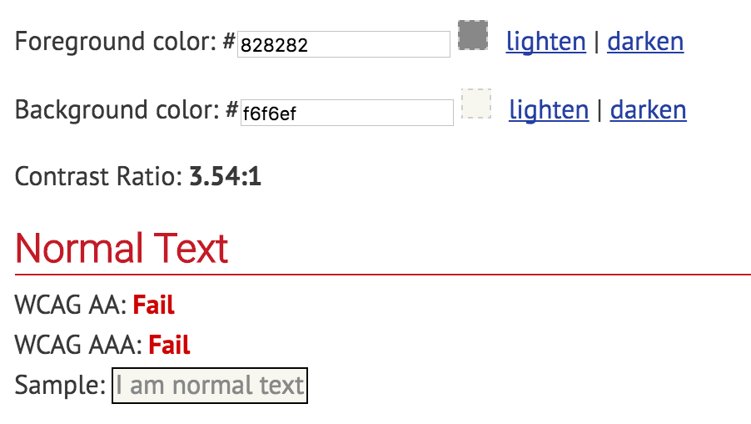 Foreground color: #828282 lighten | darken
Background color: #f6f6ef lighten | darken
Contrast Ratio: 3.54:1
Normal Text
WCAG AA: Fail
WCAG AAA: Fail
Sample: I am normal text